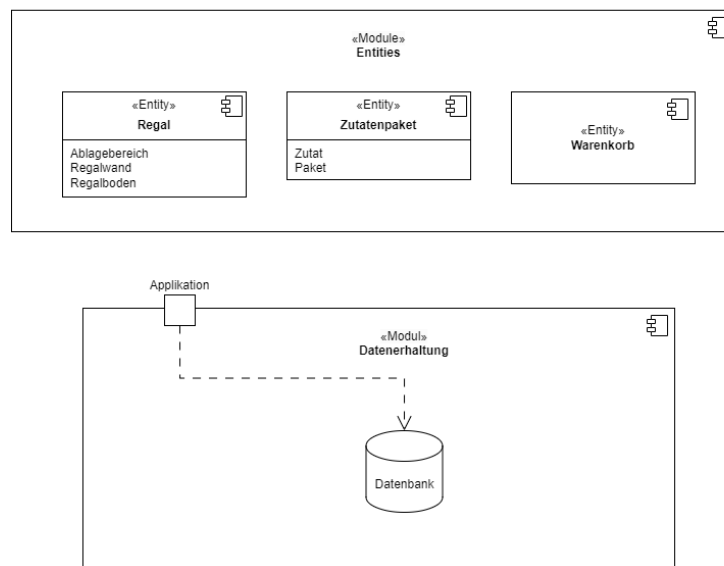 «Module»
Entities
«Entity»
Regal
Ablagebereich
Regalwand
Regalboden
«Entity»
Zutatenpaket
Zutat
Paket
«Entity»
Warenkorb
Applikation
«Modul»
Datenerhaltung
Datenbank